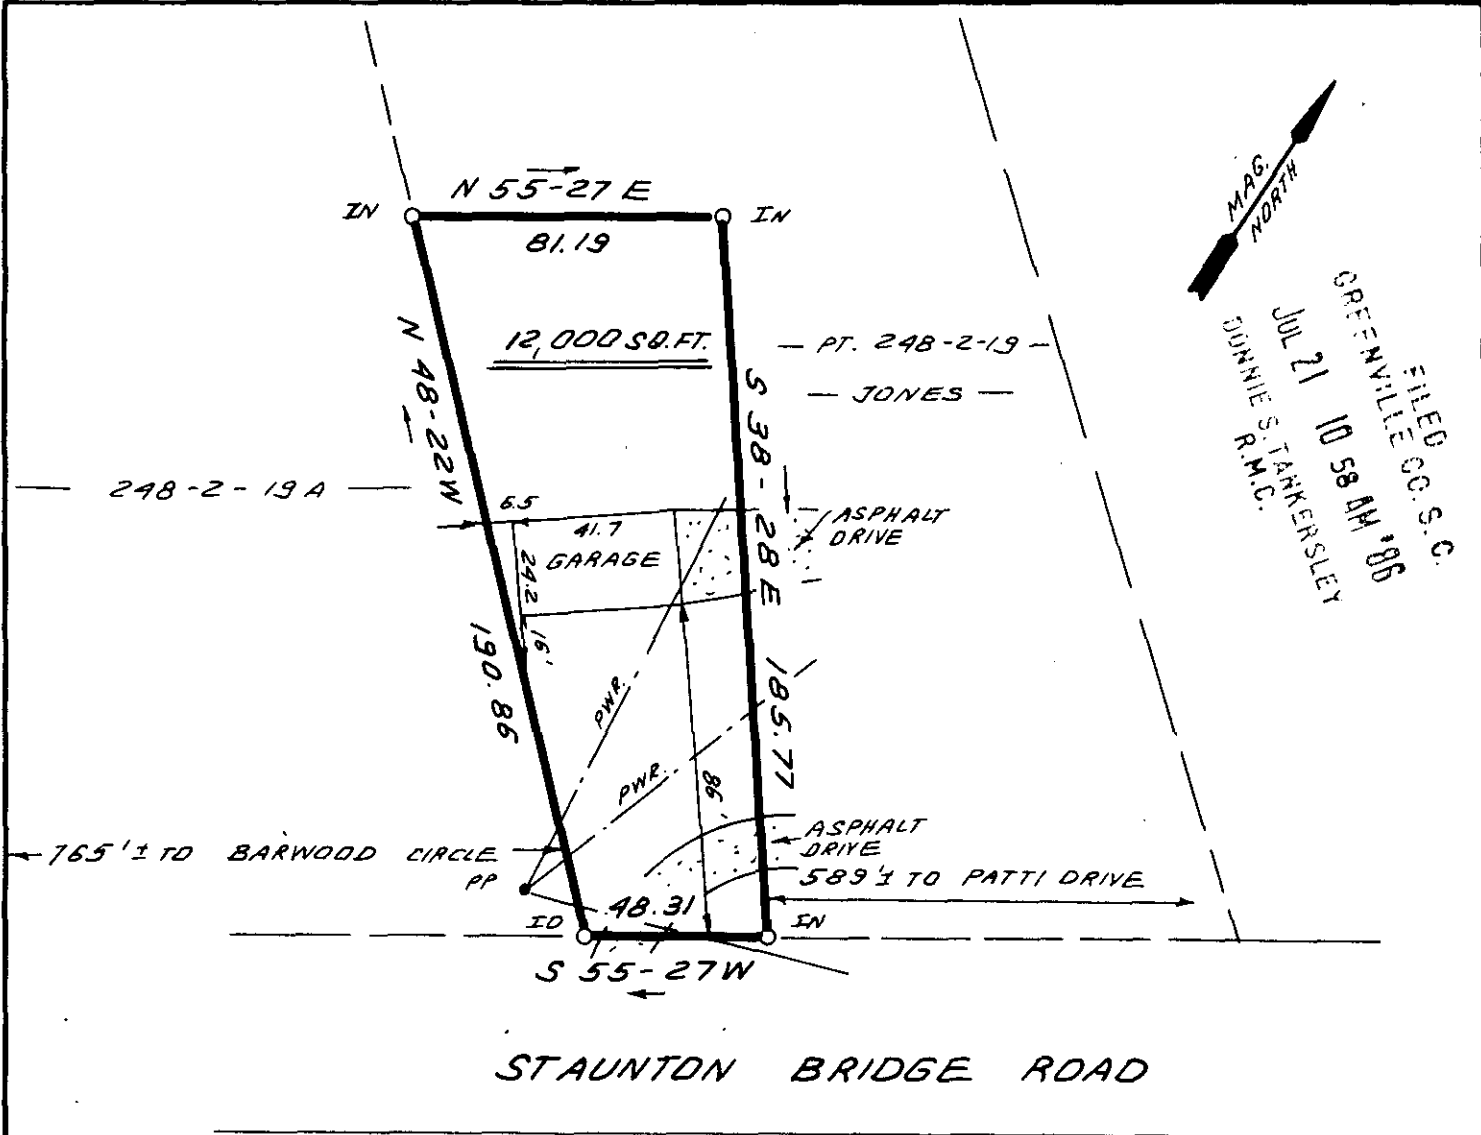 N 55-27 E
IN
IN
81.19
MAG.
NORTH
FILED
GREENVILLE CO. S. C.
JUL 21 10 58 AM '86
DONNIE S. TANKERSLEY
R.M.C.
12,000 SQ.FT.
PT. 248-2-19
JONES
N 48-22W
190.86
S 38-28 E
185.77
248-2-19 A
6.5
41.7
GARAGE
24.2
16'
ASPHALT
DRIVE
PWR.
PWR.
86
ASPHALT
DRIVE
765'± TO BARWOOD CIRCLE
PP
589'± TO PATTI DRIVE
48.31
IO
IN
S 55-27W
STAUNTON BRIDGE ROAD